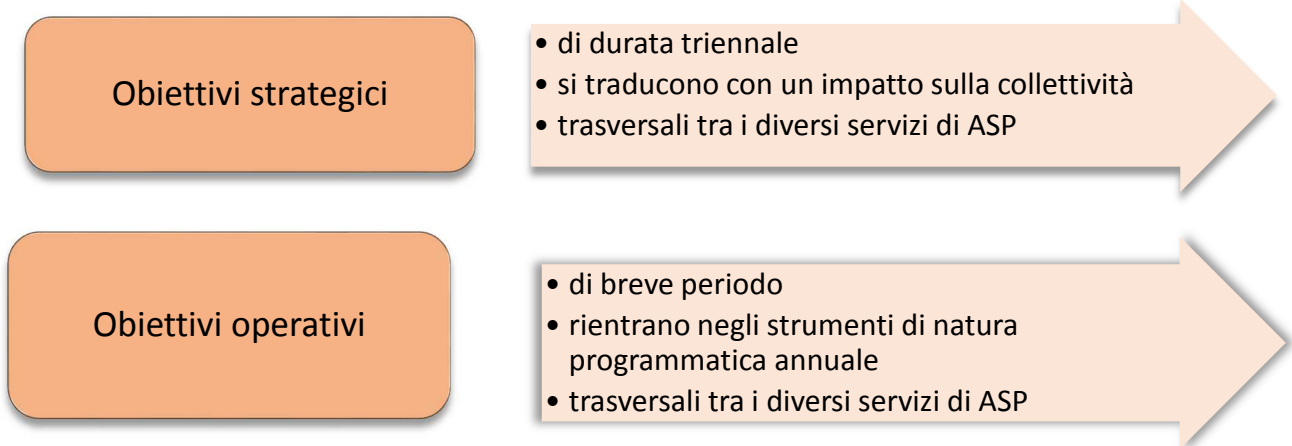 Obiettivi strategici
• di durata triennale
• si traducono con un impatto sulla collettività
• trasversali tra i diversi servizi di ASP
Obiettivi operativi
• di breve periodo
• rientrano negli strumenti di natura
programmatica annuale
• trasversali tra i diversi servizi di ASP